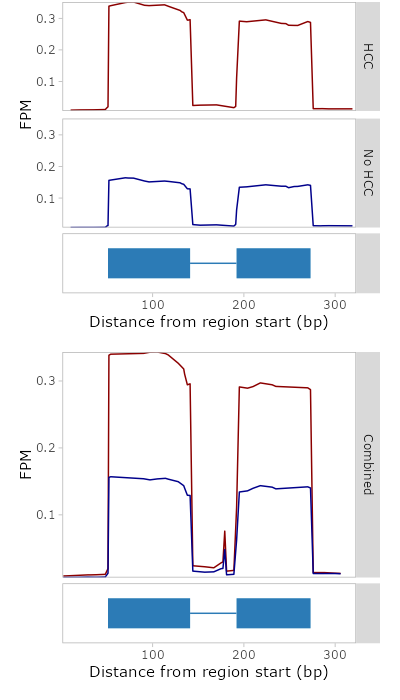 0.3
0.2
0.1
HCC
FPM
0.3
0.2
0.1
No HCC
100 200 300
Distance from region start (bp)
0.3
0.2
0.1
FPM
Combined
100 200 300
Distance from region start (bp)